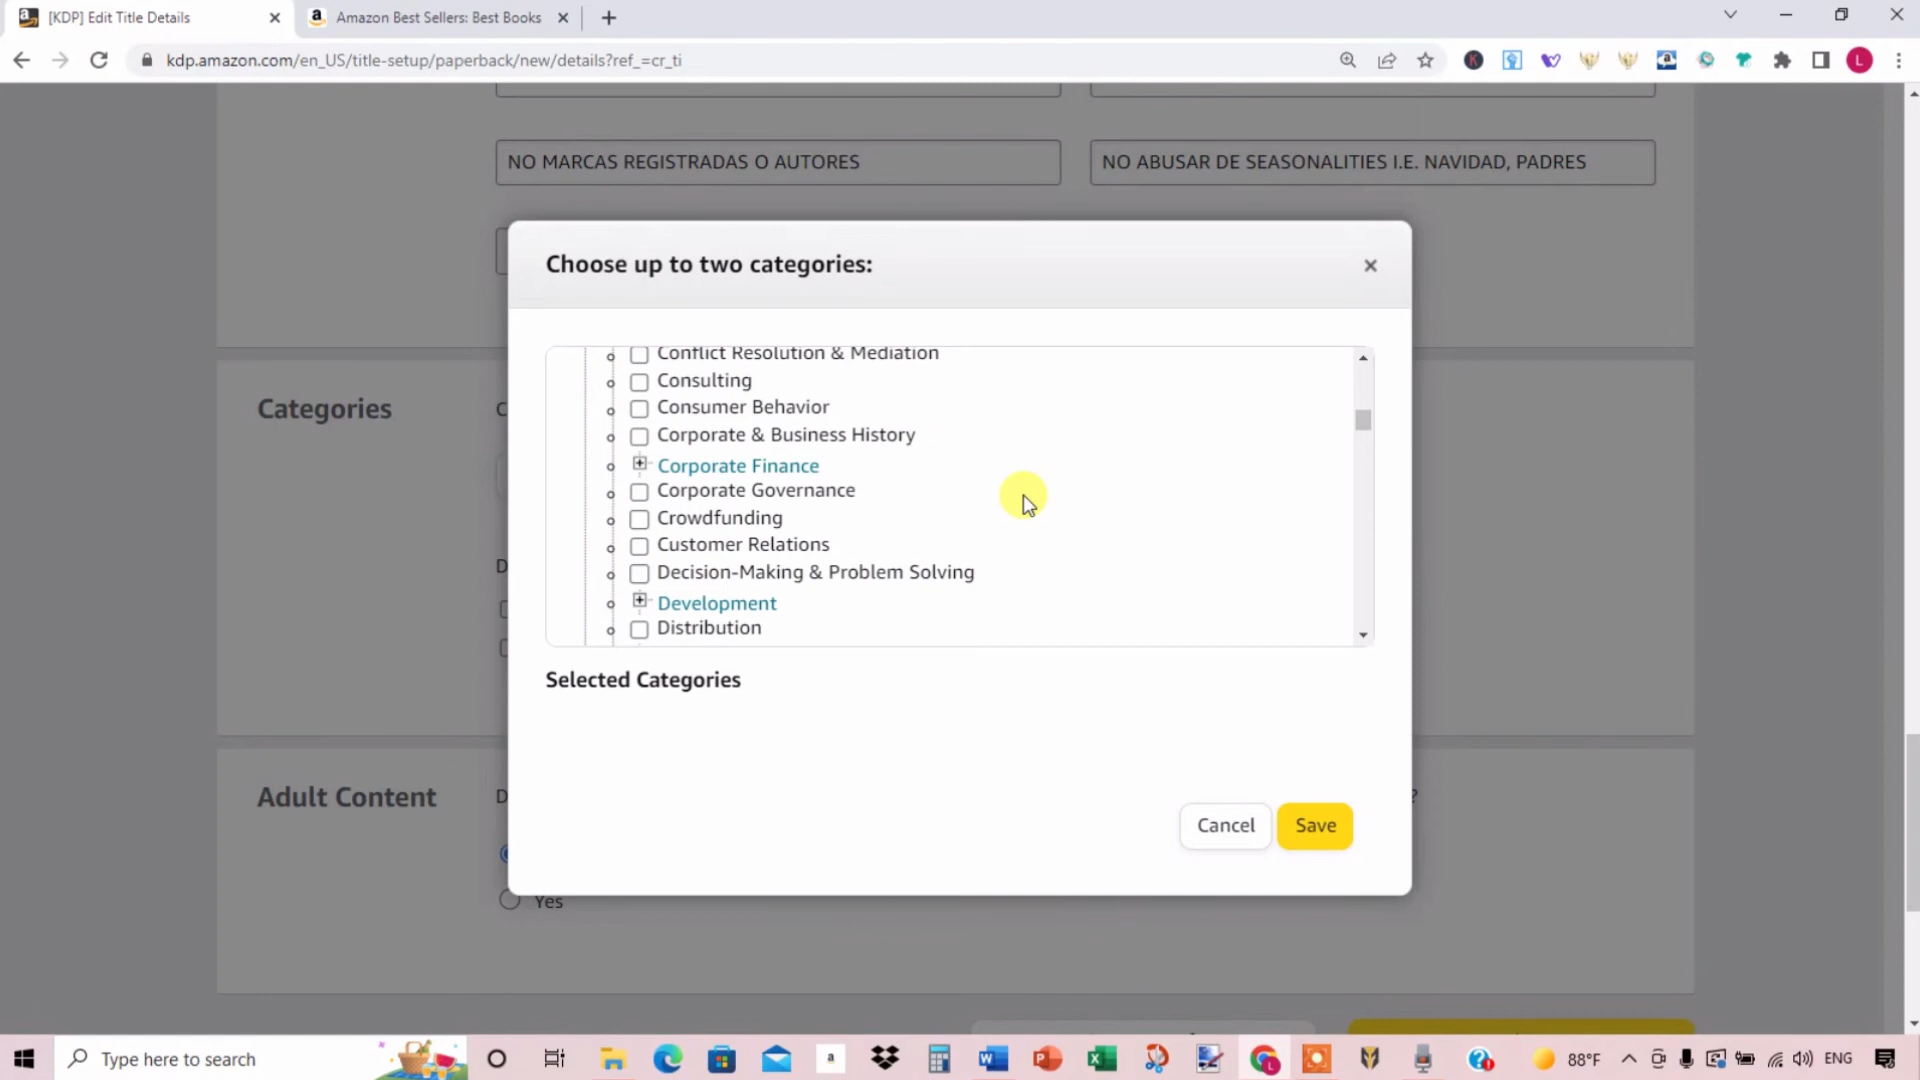 [KDP] Edit Title Details
Amazon Best Sellers: Best Books
kdp.amazon.com/en_US/title-setup/paperback/new/details?ref_=cr_ti
L
NO MARCAS REGISTRADAS O AUTORES
NO ABUSAR DE SEASONALITIES I.E. NAVIDAD, PADRES
Choose up to two categories:
Conflict Resolution & Mediation
Consulting
Consumer Behavior
Corporate & Business History
Corporate Finance
Corporate Governance
Crowdfunding
Customer Relations
Decision-Making & Problem Solving
Development
Distribution
Selected Categories
Cancel
Save
Categories
C
D
Adult Content
D
?
Yes
Type here to search
88°F
ENG